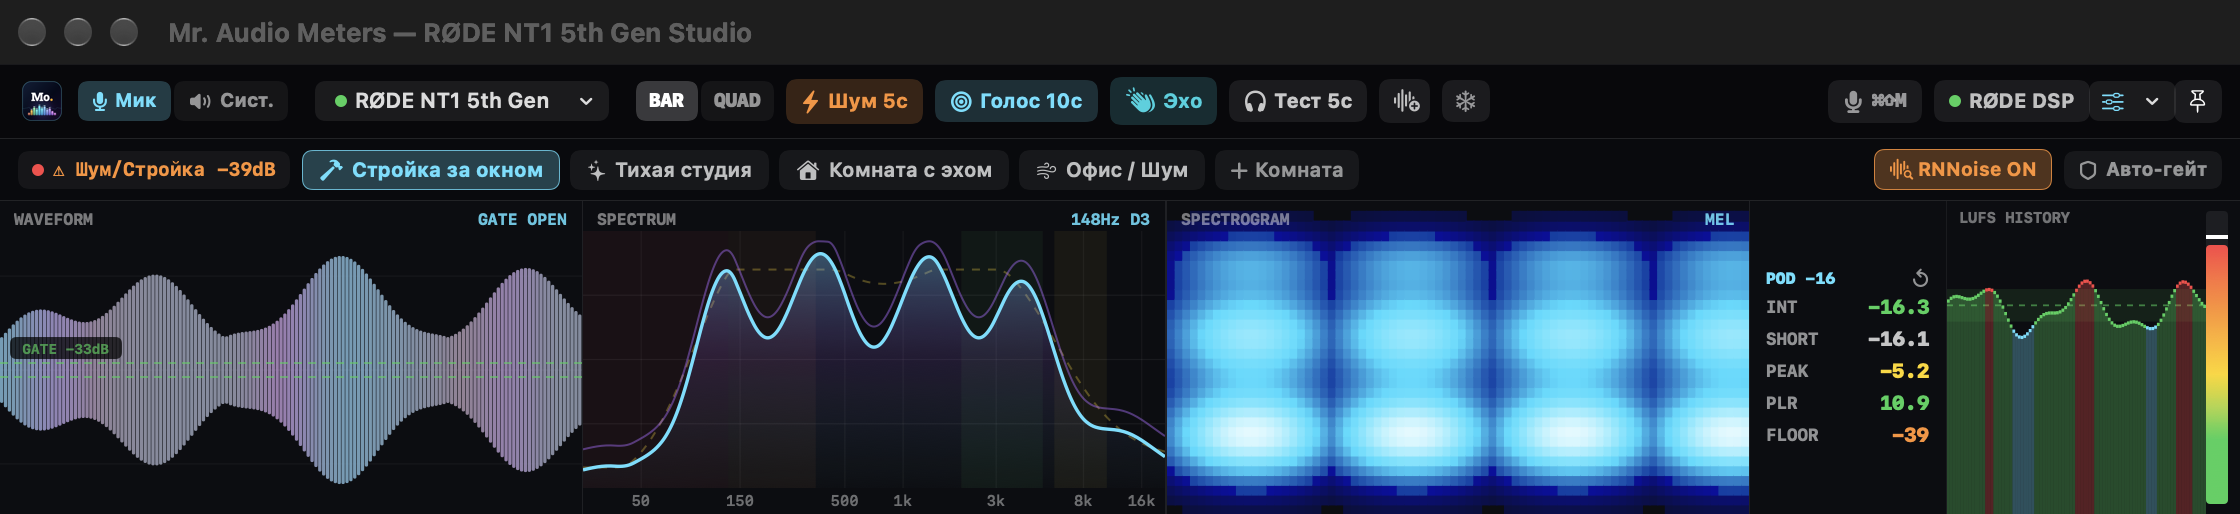 Mr. Audio Meters — RØDE NT1 5th Gen Studio
Mo. Мик Сист. RØDE NT1 5th Gen BAR QUAD Шум 5с Голос 10с Эхо Тест 5с RØDE DSP
⚠ Шум/Стройка −39dB Стройка за окном Тихая студия Комната с эхом Офис / Шум + Комната RNNoise ON Авто-гейт
WAVEFORM GATE OPEN
GATE −33dB
SPECTRUM 148Hz D3
50 150 500 1k 3k 8k 16k
SPECTROGRAM MEL
POD −16
INT −16.3
SHORT −16.1
PEAK −5.2
PLR 10.9
FLOOR −39
LUFS HISTORY